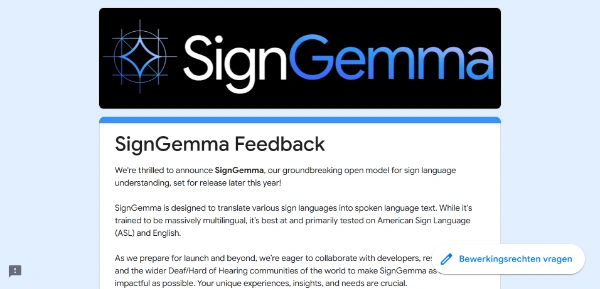 SignGemma
SignGemma Feedback
We're thrilled to announce SignGemma, our groundbreaking open model for sign language
understanding, set for release later this year!
SignGemma is designed to translate various sign languages into spoken language text. While it's
trained to be massively multilingual, it's best at and primarily tested on American Sign Language
(ASL) and English.
As we prepare for launch and beyond, we're eager to collaborate with developers,
and the wider Deaf/Hard of Hearing communities of the world to make SignGemma as
Bewerkingsrechten vragen
impactful as possible. Your unique experiences, insights, and needs are crucial.